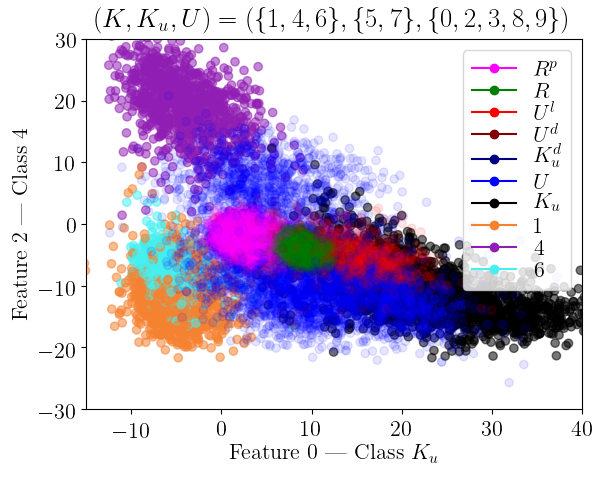 (K, K_u, U) = ({1, 4, 6}, {5, 7}, {0, 2, 3, 8, 9})
30
20
10
0
−10
−20
−30
Feature 2 — Class 4
R^p
R
U^l
U^d
K_u^d
U
K_u
1
4
6
−10
0
10
20
30
40
Feature 0 — Class K_u